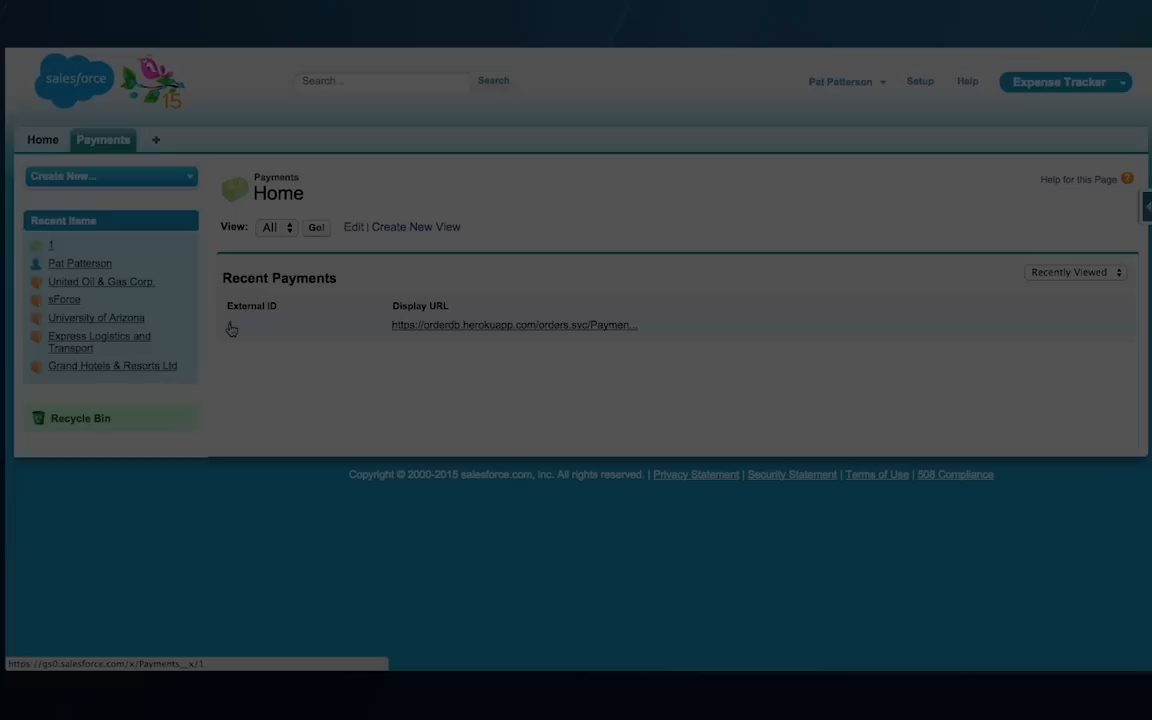 salesforce
15
Search...
Search
Pat Patterson
Setup
Help
Expense Tracker
Home
Payments
+
Create New...
Payments
Home
Help for this Page
?
View:
All
Go!
Edit | Create New View
Recent Items
1
Pat Patterson
United Oil & Gas Corp.
sForce
University of Arizona
Express Logistics and
Transport
Grand Hotels & Resorts Ltd
Recycle Bin
Recent Payments
Recently Viewed
External ID
Display URL
https://orderdb.herokuapp.com/orders.svc/Paymen...
Copyright © 2000-2015 salesforce.com, inc. All rights reserved. | Privacy Statement | Security Statement | Terms of Use | 508 Compliance
https://gs0.salesforce.com/x/Payments__x/1